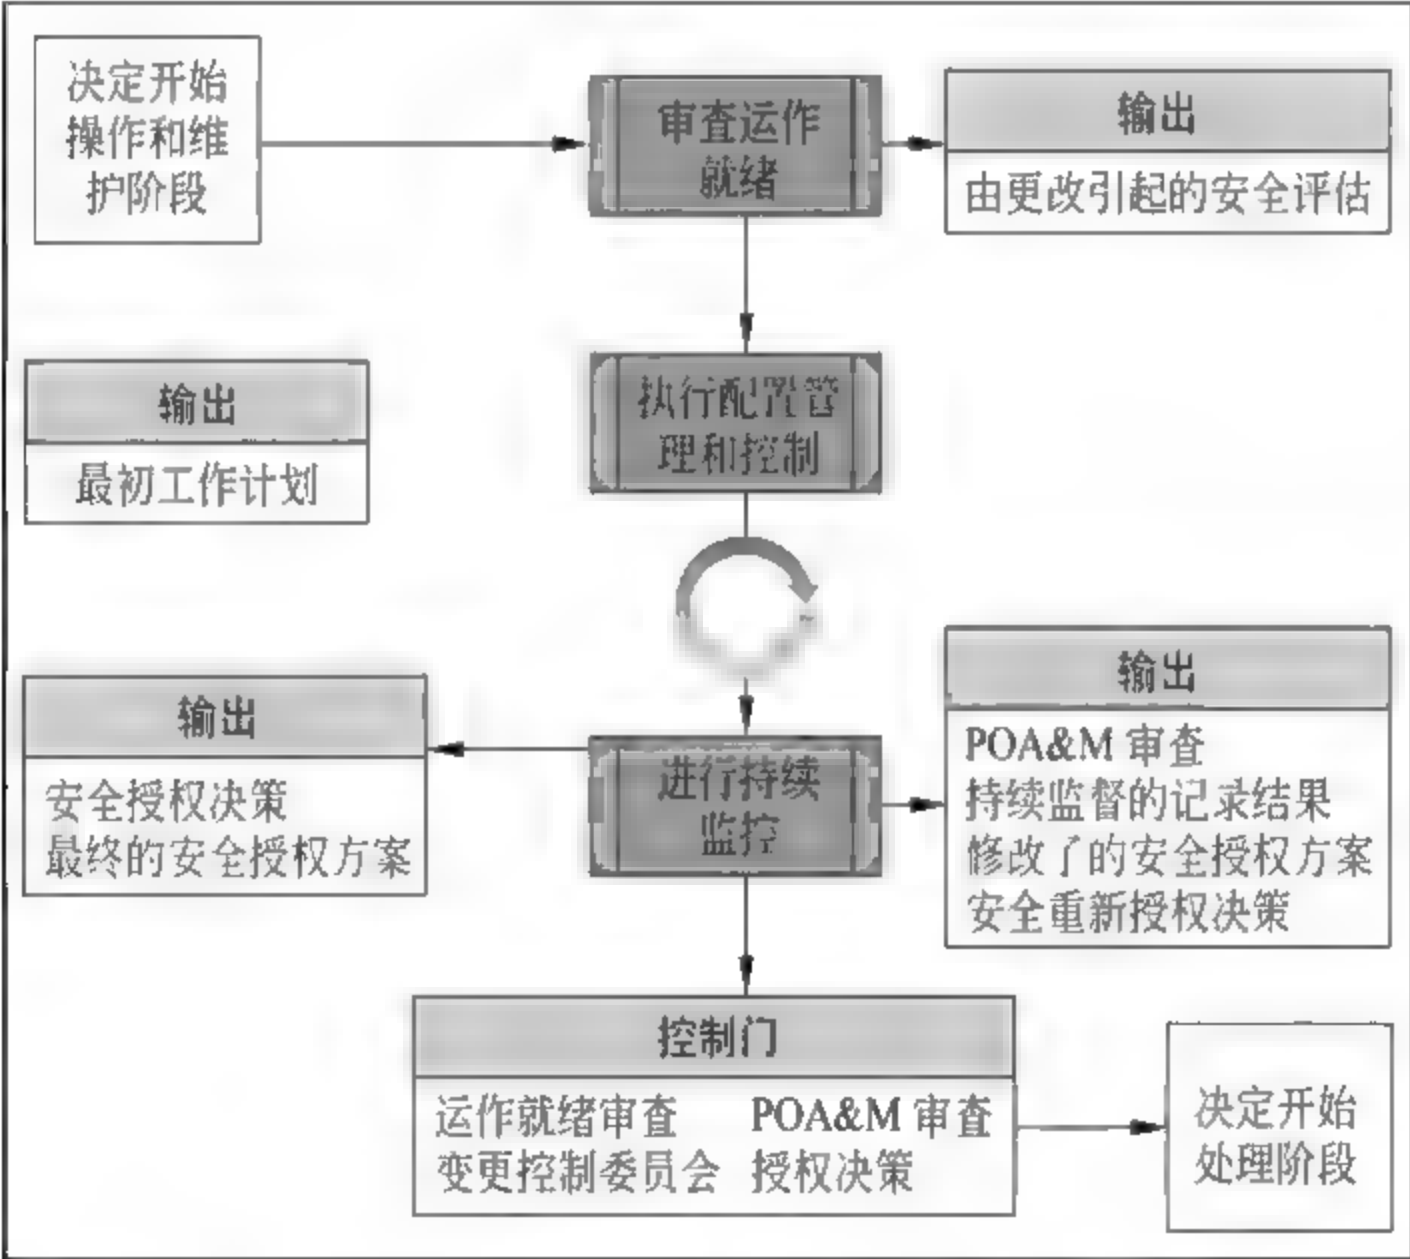 决定开始
操作和维
护阶段
审查运作
就绪
输出
由更改引起的安全评估
输出
最初工作计划
执行配置管
理和控制
输出
安全授权决策
最终的安全授权方案
进行持续
监控
输出
POA&M 审查
持续监督的记录结果
修改了的安全授权方案
安全重新授权决策
控制门
运作就绪审查 POA&M 审查
变更控制委员会 授权决策
决定开始
处理阶段